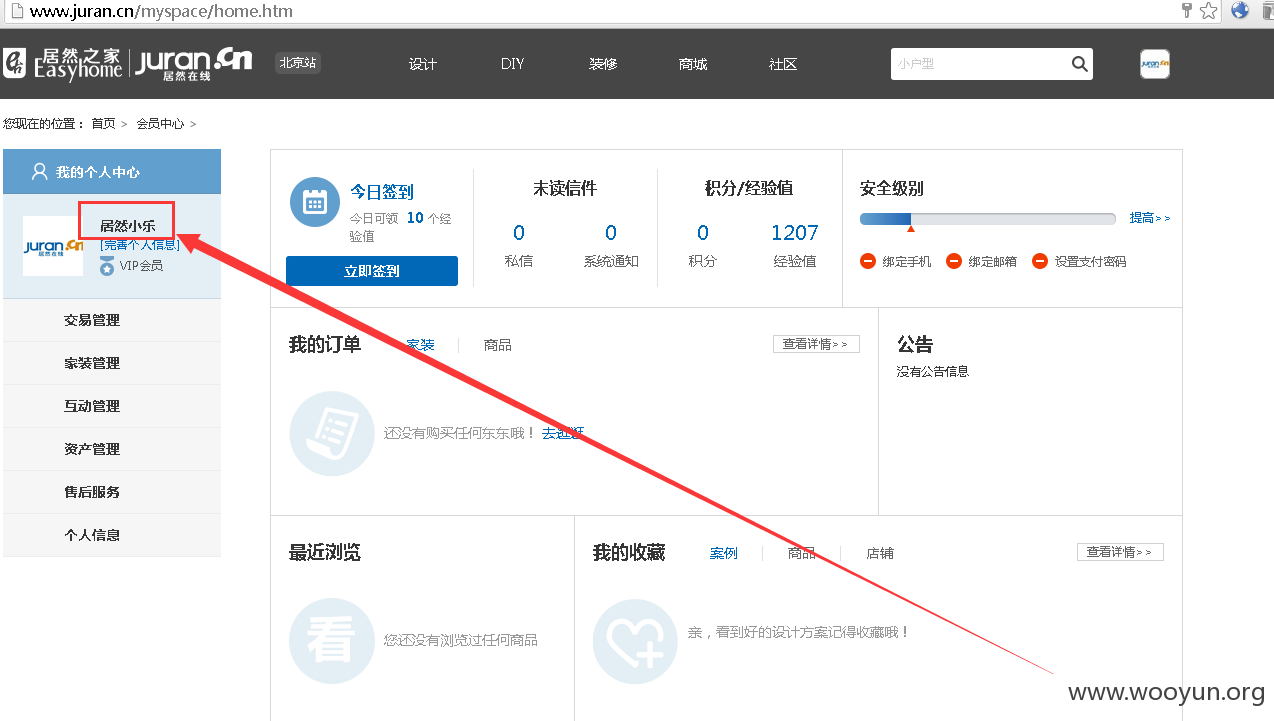 www.juran.cn/myspace/home.htm
居然之家 Easyhome juran.cn 居然在线 北京站 设计 DIY 装修 商城 社区 小户型 juran.cn
您现在的位置： 首页 > 会员中心 >
我的个人中心
juran.cn 居然在线
居然小乐
[完善个人信息]
VIP会员
交易管理
家装管理
互动管理
资产管理
售后服务
个人信息
今日签到
今日可领 10 个经验值
立即签到
未读信件
0 0
私信 系统通知
积分/经验值
0 1207
积分 经验值
安全级别
提高>>
绑定手机 绑定邮箱 设置支付密码
我的订单 家装 商品 查看详情>>
还没有购买任何东东哦！ 去逛逛
公告
没有公告信息
最近浏览
看 您还没有浏览过任何商品
我的收藏 案例 商品 店铺 查看详情>>
亲，看到好的设计方案记得收藏哦！
www.wooyun.org